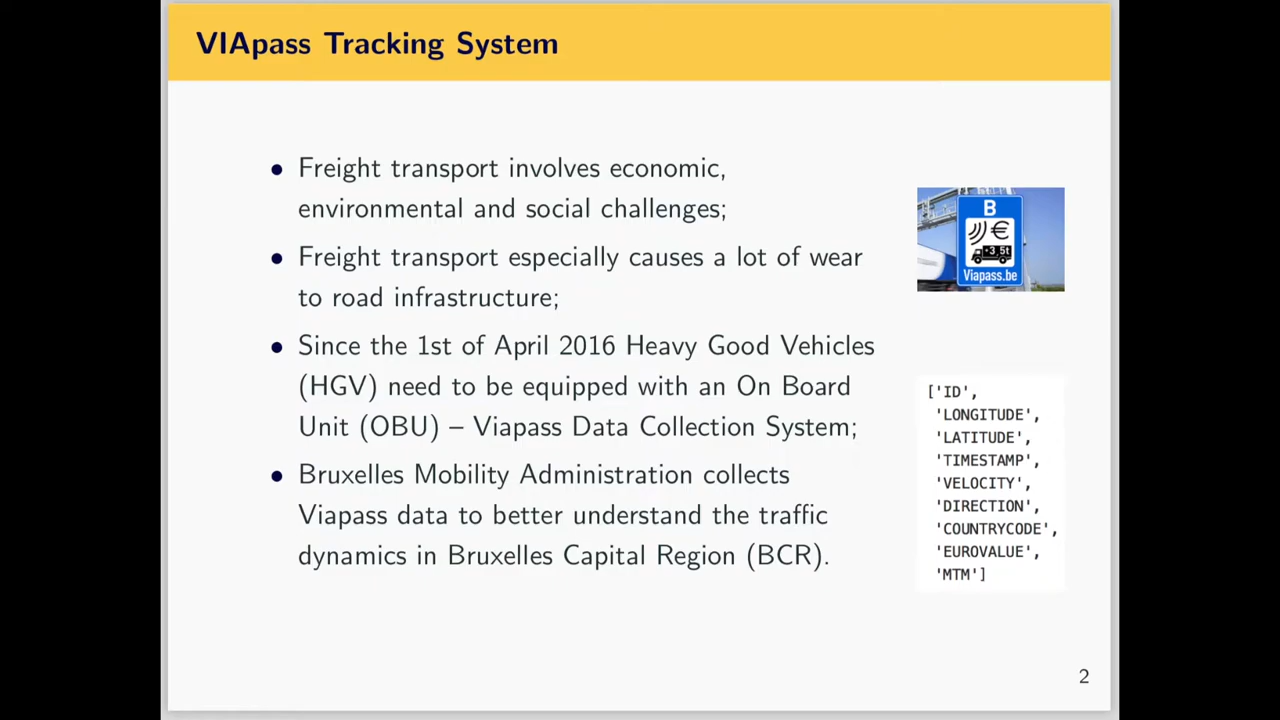 VIApass Tracking System
• Freight transport involves economic,
environmental and social challenges;
• Freight transport especially causes a lot of wear
to road infrastructure;
• Since the 1st of April 2016 Heavy Good Vehicles
(HGV) need to be equipped with an On Board
Unit (OBU) – Viapass Data Collection System;
• Bruxelles Mobility Administration collects
Viapass data to better understand the traffic
dynamics in Bruxelles Capital Region (BCR).
B
€
+3,5t
Viapass.be
['ID',
'LONGITUDE',
'LATITUDE',
'TIMESTAMP',
'VELOCITY',
'DIRECTION',
'COUNTRYCODE',
'EUROVALUE',
'MTM']
2